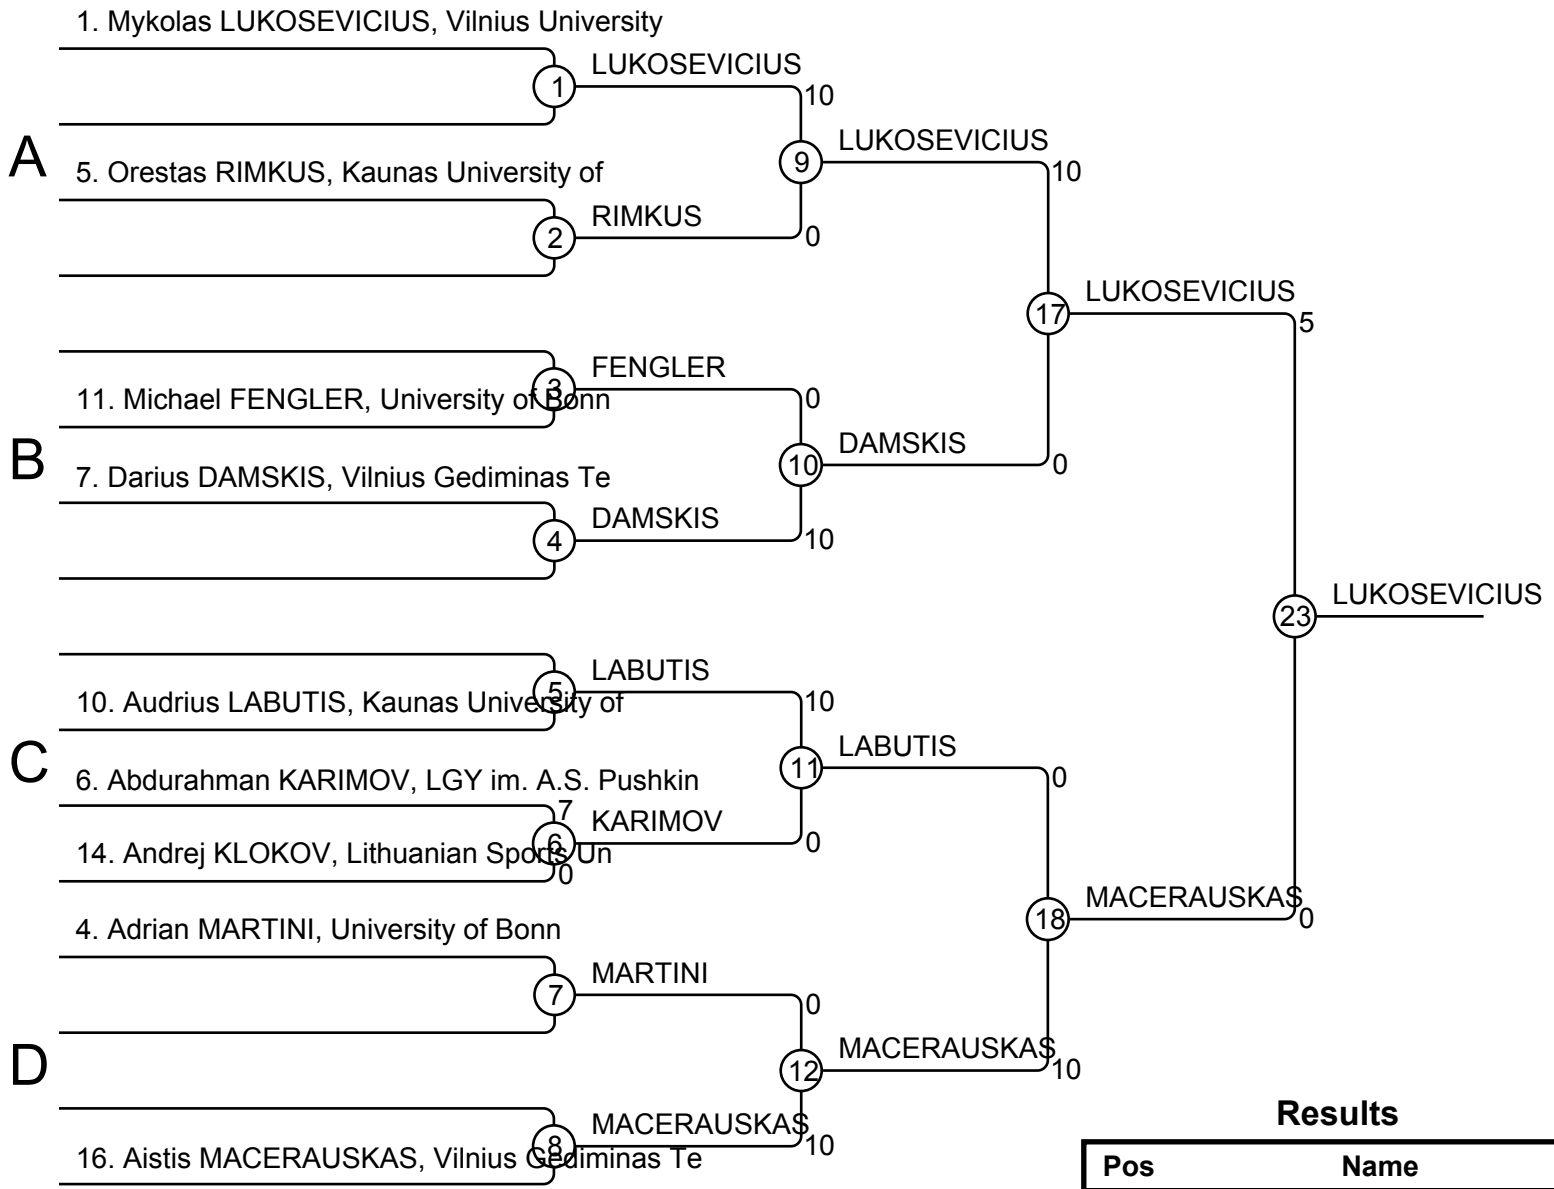 1. Mykolas LUKOSEVICIUS, Vilnius University
1 LUKOSEVICIUS
10
A
9 LUKOSEVICIUS
10
5. Orestas RIMKUS, Kaunas University of
2 RIMKUS
0
17 LUKOSEVICIUS
5
3 FENGLER
0
11. Michael FENGLER, University of Bonn
B
10 DAMSKIS
0
7. Darius DAMSKIS, Vilnius Gediminas Te
4 DAMSKIS
10
23 LUKOSEVICIUS
5 LABUTIS
10
10. Audrius LABUTIS, Kaunas University of
C
11 LABUTIS
0
6. Abdurahman KARIMOV, LGY im. A.S. Pushkin
7
6 KARIMOV
0
14. Andrej KLOKOV, Lithuanian Sports Un
0
18 MACERAUSKAS
0
4. Adrian MARTINI, University of Bonn
7 MARTINI
0
D
12 MACERAUSKAS
10
8 MACERAUSKAS
10
16. Aistis MACERAUSKAS, Vilnius Gediminas Te
Results
Pos Name